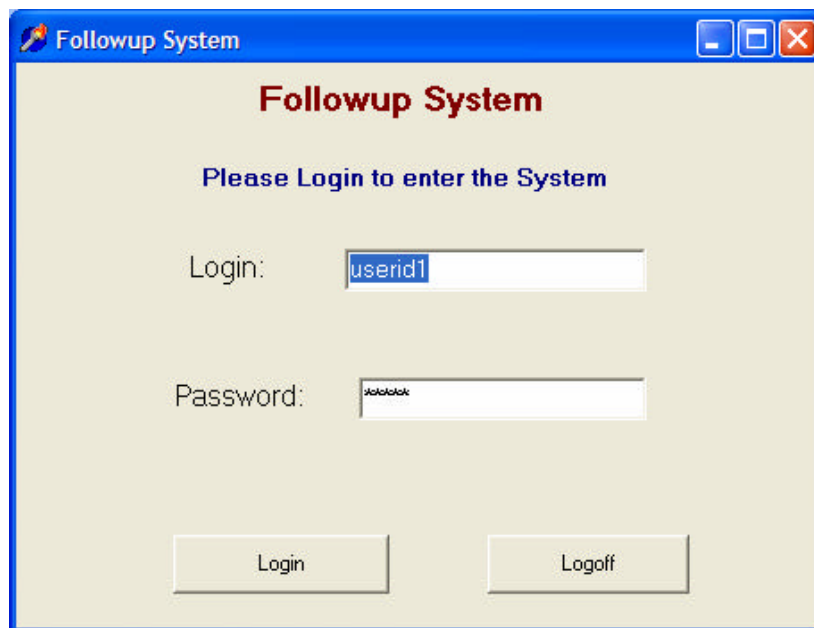 Followup System
Followup System
Please Login to enter the System
Login: userid1
Password: ******
Login Logoff